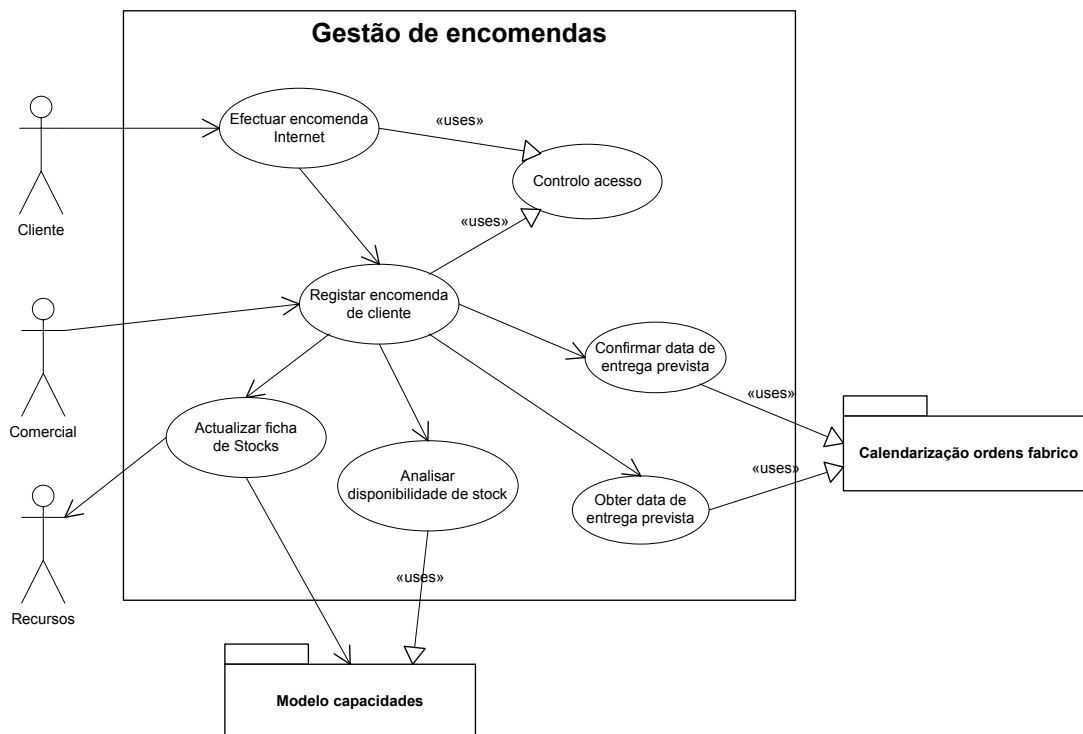 Gestão de encomendas
Efectuar encomenda
Internet
«uses»
Controlo acesso
Cliente
«uses»
Registar encomenda
de cliente
Confirmar data de
entrega prevista
Comercial
«uses»
Actualizar ficha
de Stocks
Calendarização ordens fabrico
«uses»
Analisar
disponibilidade de stock
Obter data de
entrega prevista
«uses»
Recursos
Modelo capacidades